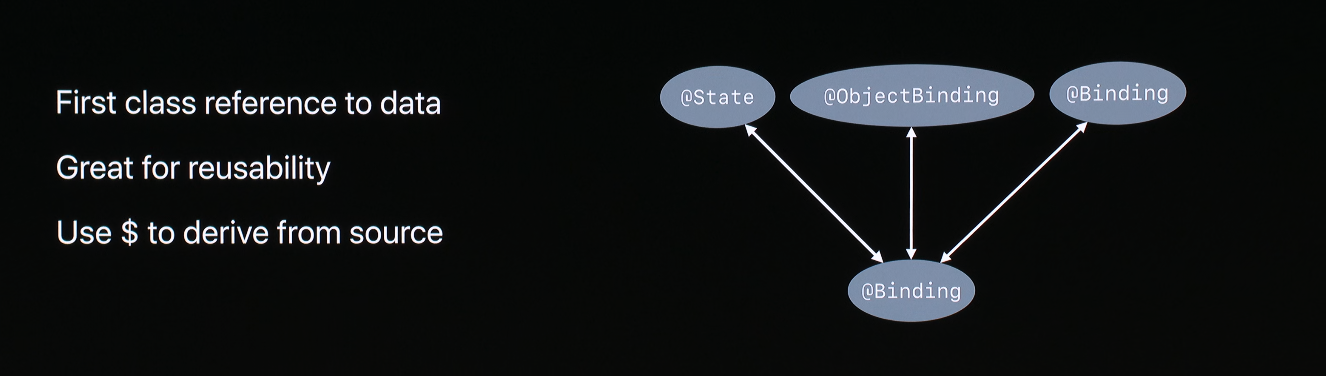 First class reference to data
Great for reusability
Use $ to derive from source
@State
@ObjectBinding
@Binding
@Binding